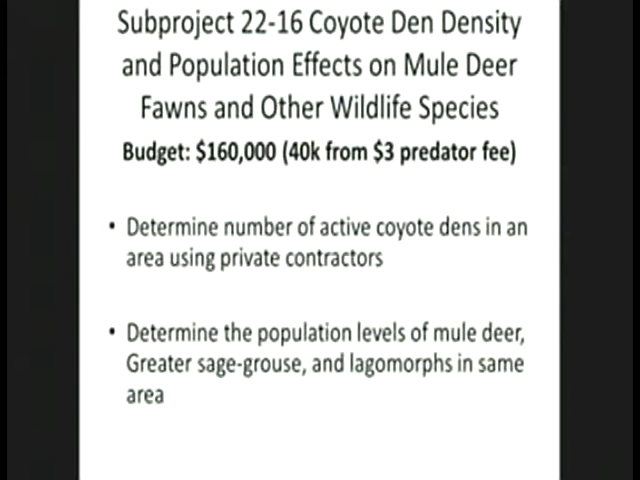 Subproject 22-16 Coyote Den Density
and Population Effects on Mule Deer
Fawns and Other Wildlife Species
Budget: $160,000 (40k from $3 predator fee)
• Determine number of active coyote dens in an
area using private contractors
• Determine the population levels of mule deer,
Greater sage-grouse, and lagomorphs in same
area